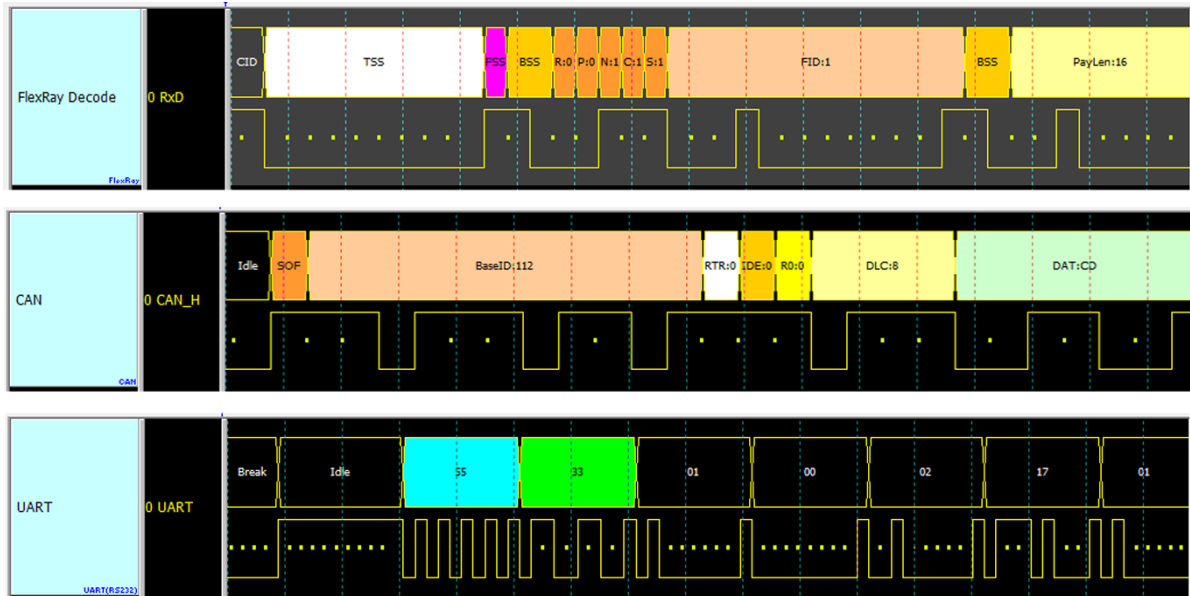 CID TSS FSS BSS R:0 P:0 N:1 C:1 S:1 FID:1 BSS PayLen:16
FlexRay Decode 0 RxD
FlexRay
Idle SOF BaseID:112 RTR:0 IDE:0 R0:0 DLC:8 DAT:CD
CAN 0 CAN_H
CAN
Break Idle 55 33 01 00 02 17 01
UART 0 UART
UART(RS232)